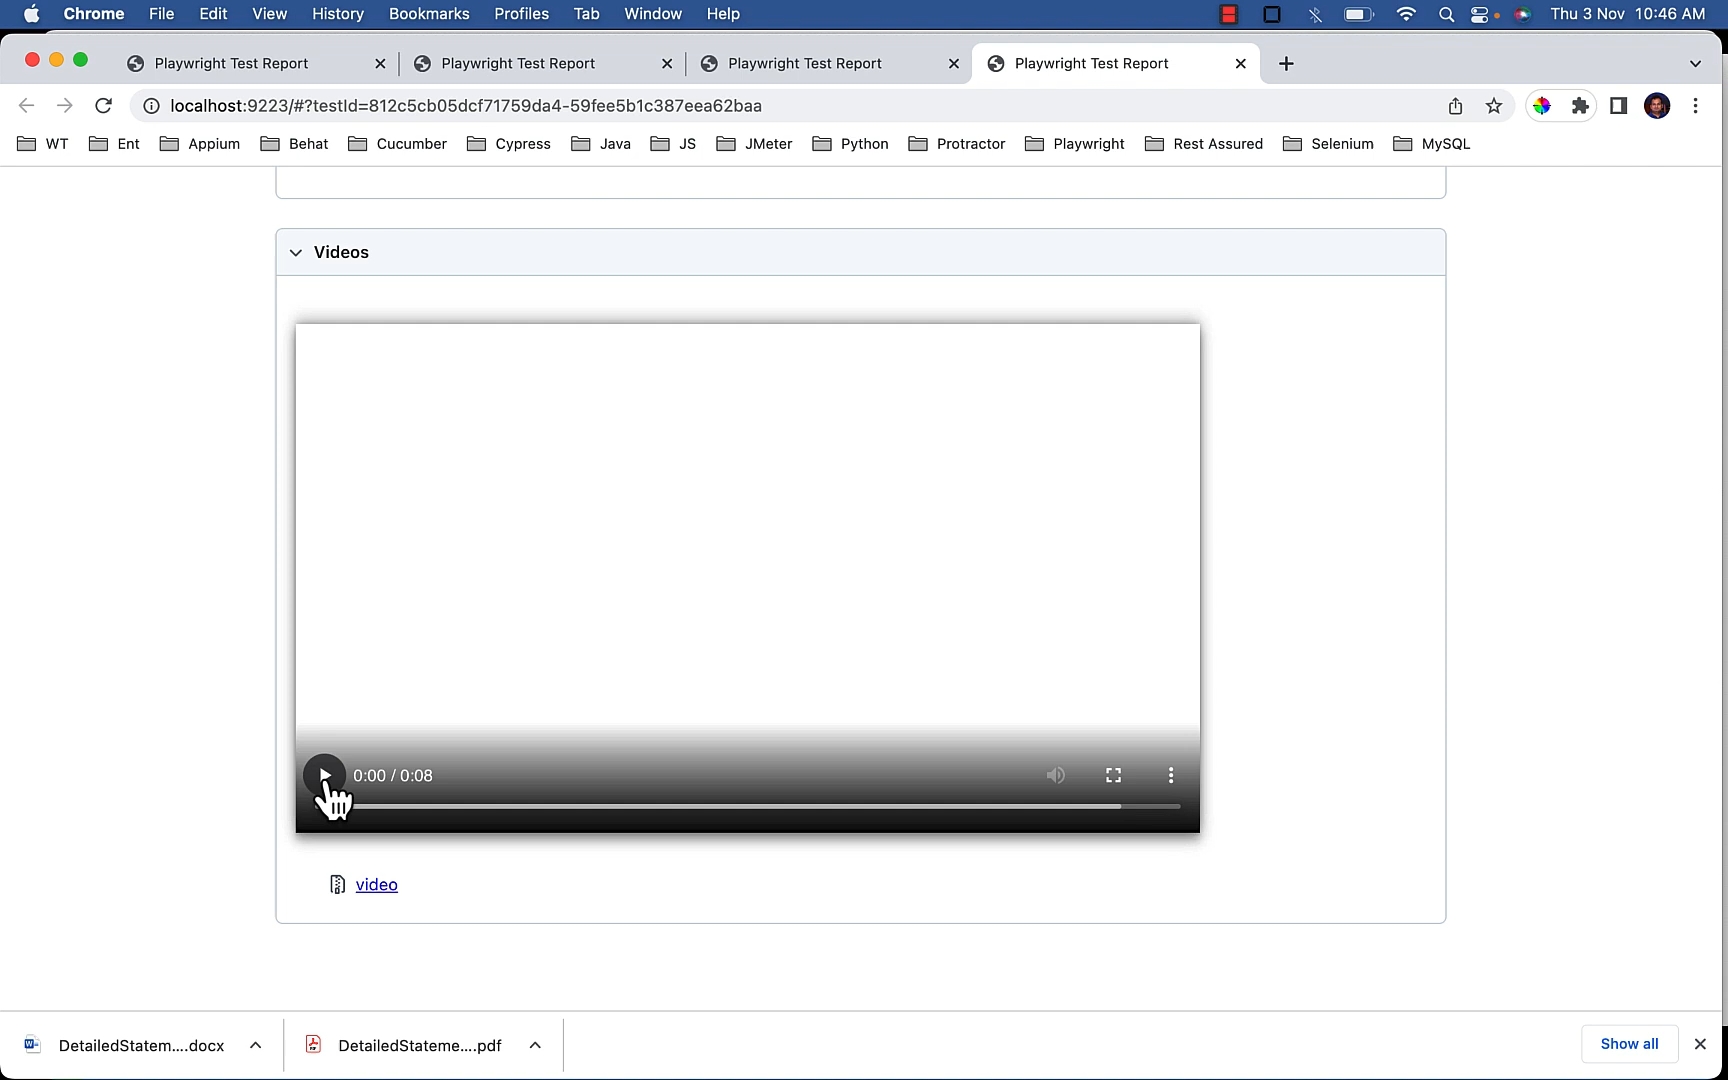 Chrome File Edit View History Bookmarks Profiles Tab Window Help Thu 3 Nov 10:46 AM
Playwright Test Report Playwright Test Report Playwright Test Report Playwright Test Report
localhost:9223/#?testId=812c5cb05dcf71759da4-59fee5b1c387eea62baa
WT Ent Appium Behat Cucumber Cypress Java JS JMeter Python Protractor Playwright Rest Assured Selenium MySQL
Videos
0:00 / 0:08
video
DetailedStatem....docx DetailedStateme....pdf Show all